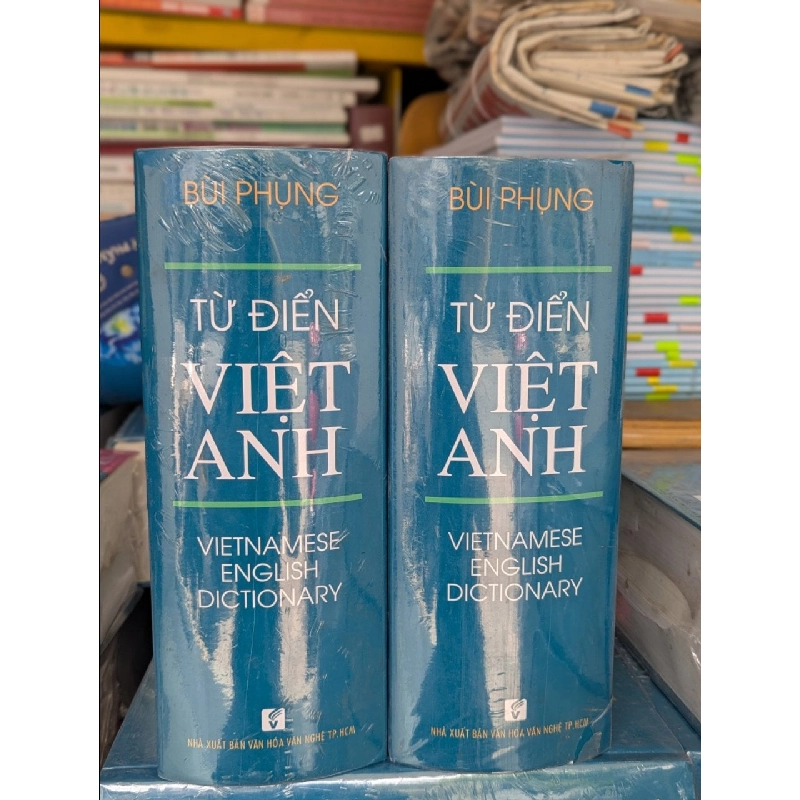 BÙI PHỤNG
TỪ ĐIỂN
VIỆT
ANH
VIETNAMESE
ENGLISH
DICTIONARY
NHÀ XUẤT BẢN VĂN HÓA VĂN NGHỆ TP. HCM
BÙI PHỤNG
TỪ ĐIỂN
VIỆT
ANH
VIETNAMESE
ENGLISH
DICTIONARY
NHÀ XUẤT BẢN VĂN HÓA VĂN NGHỆ TP. HCM